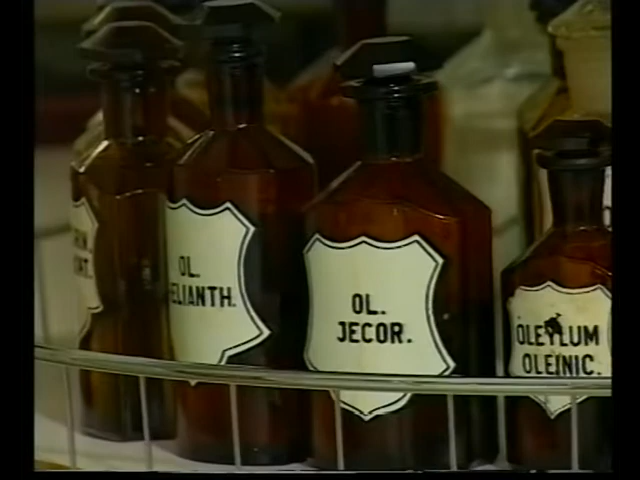 OL.
ELIANTH.
OL.
JECOR.
OLEYLUM
OLEINIC.